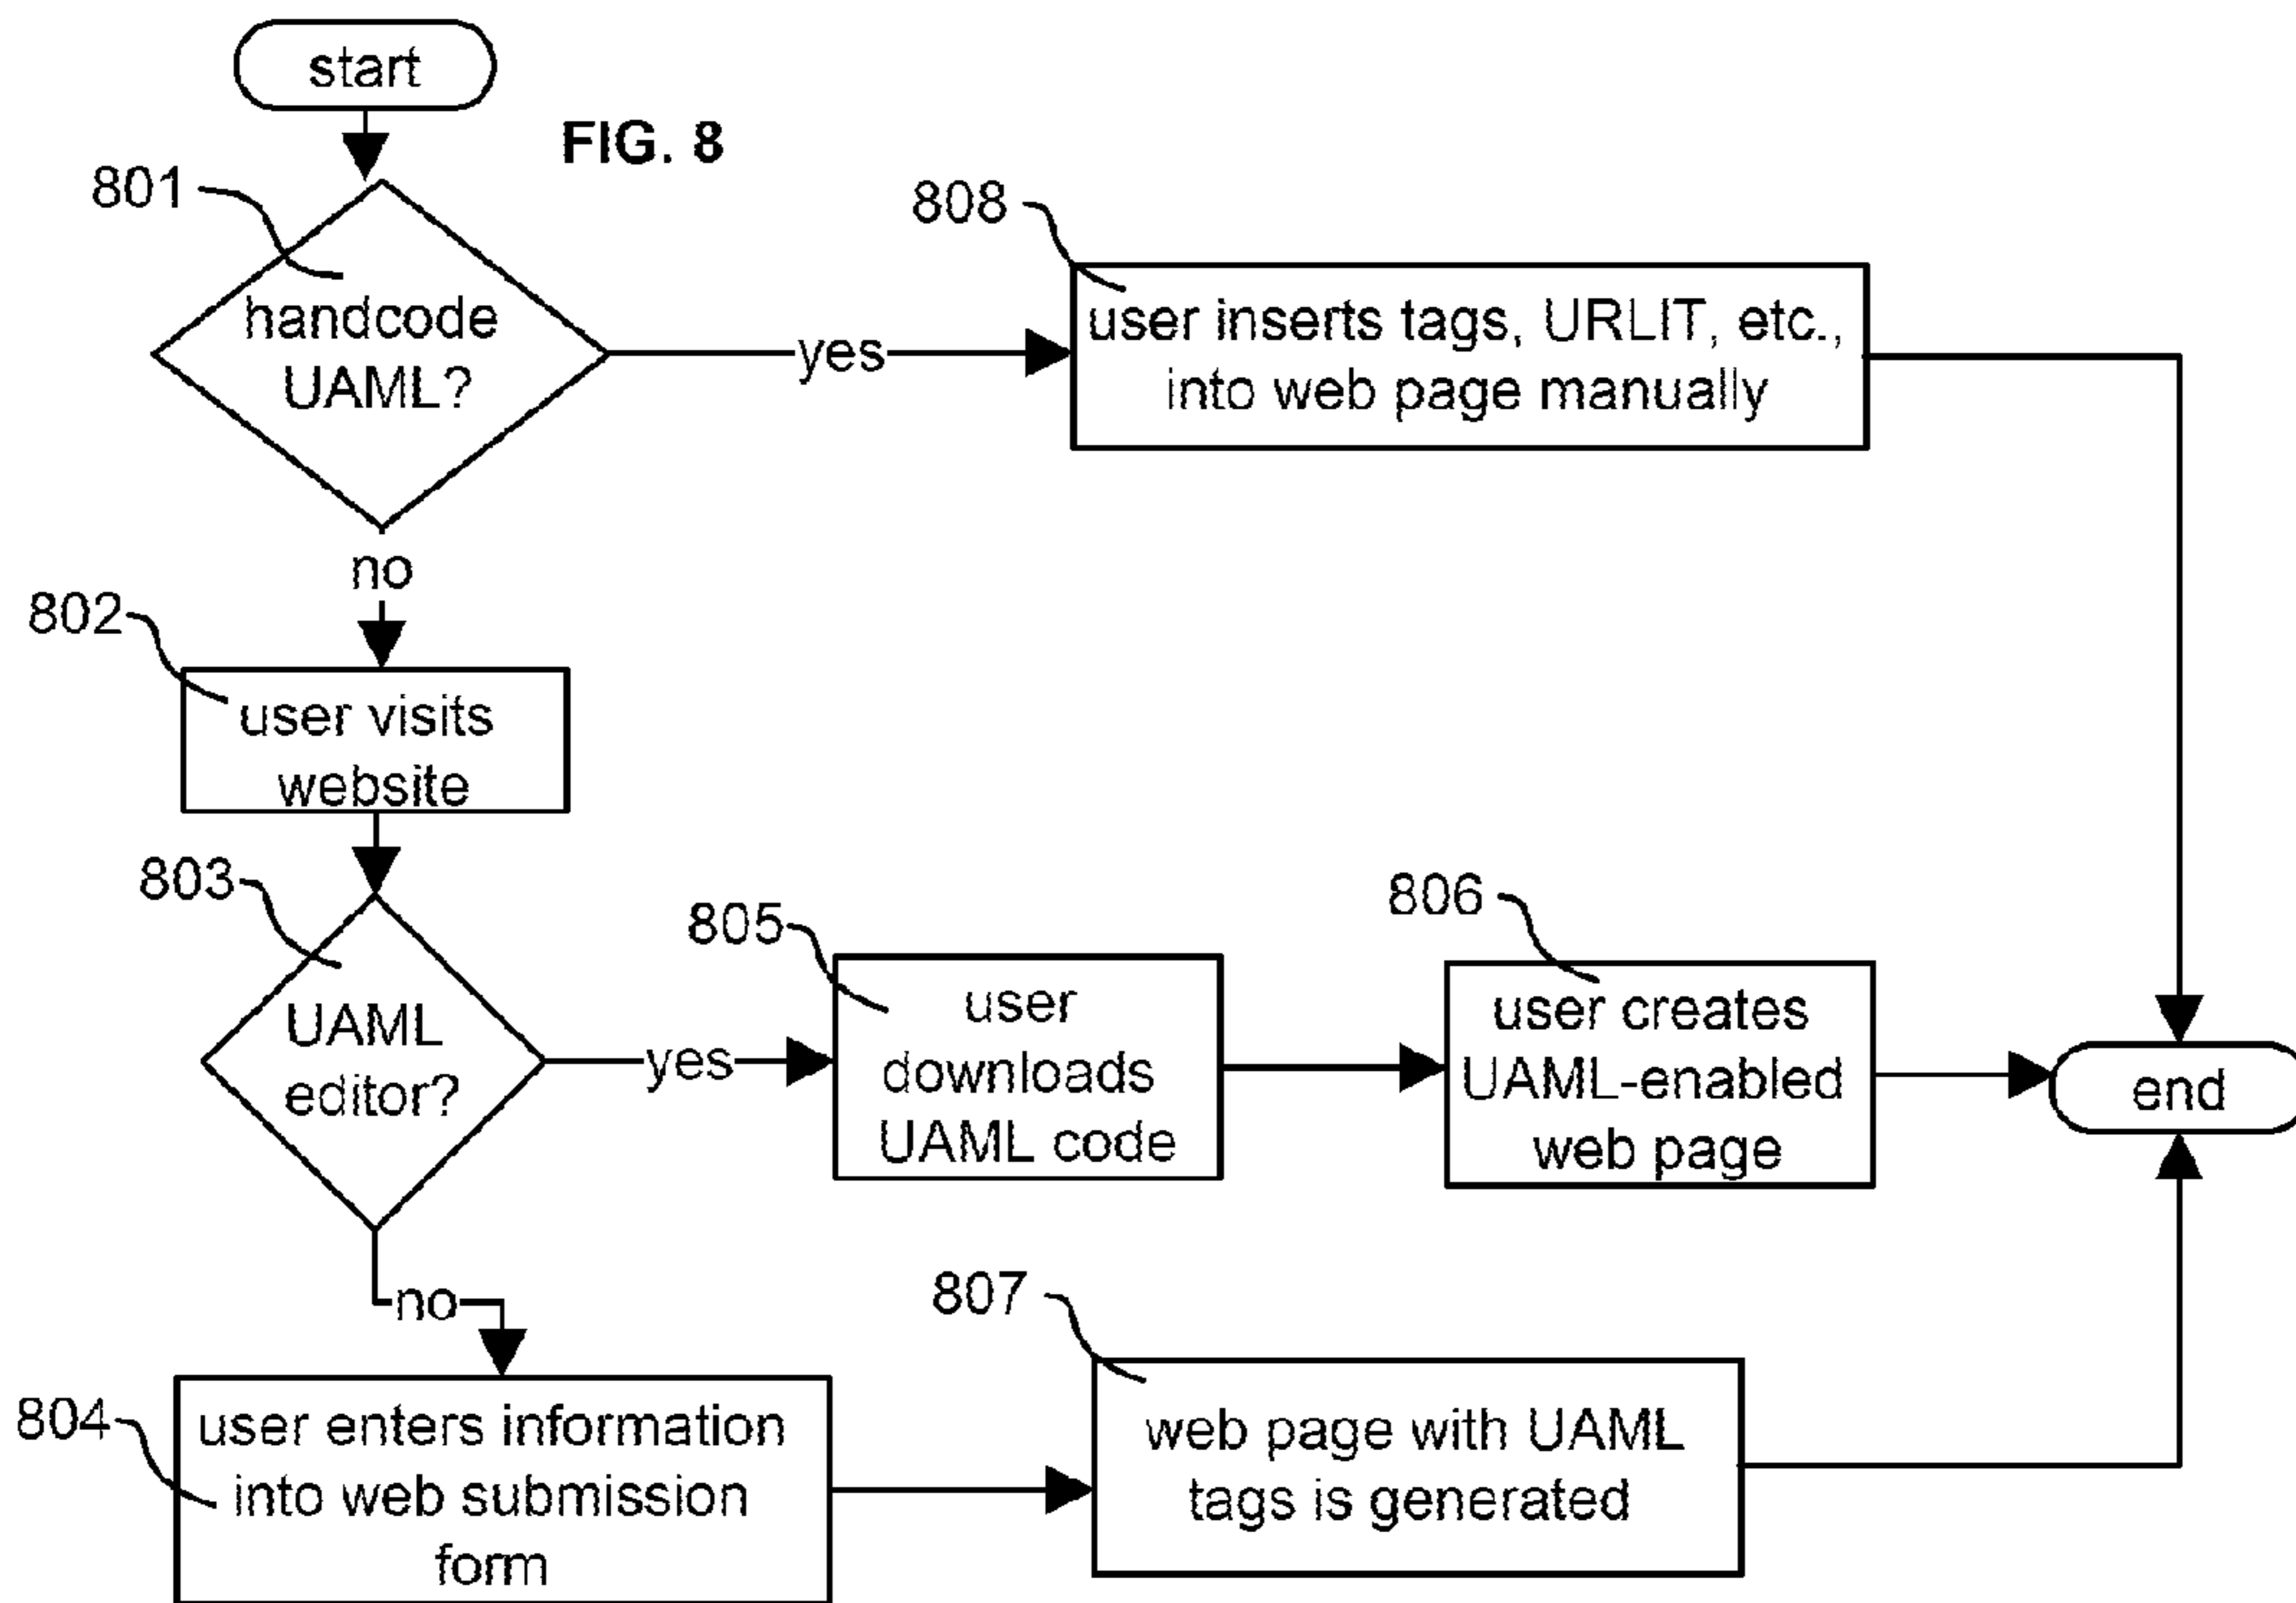 start
FIG. 8
801
handcode
UAML?
yes
808
user inserts tags, URLIT, etc.,
into web page manually
no
802
user visits
website
803
UAML
editor?
yes
805
user
downloads
UAML code
806
user creates
UAML-enabled
web page
end
no
804
user enters information
into web submission
form
807
web page with UAML
tags is generated